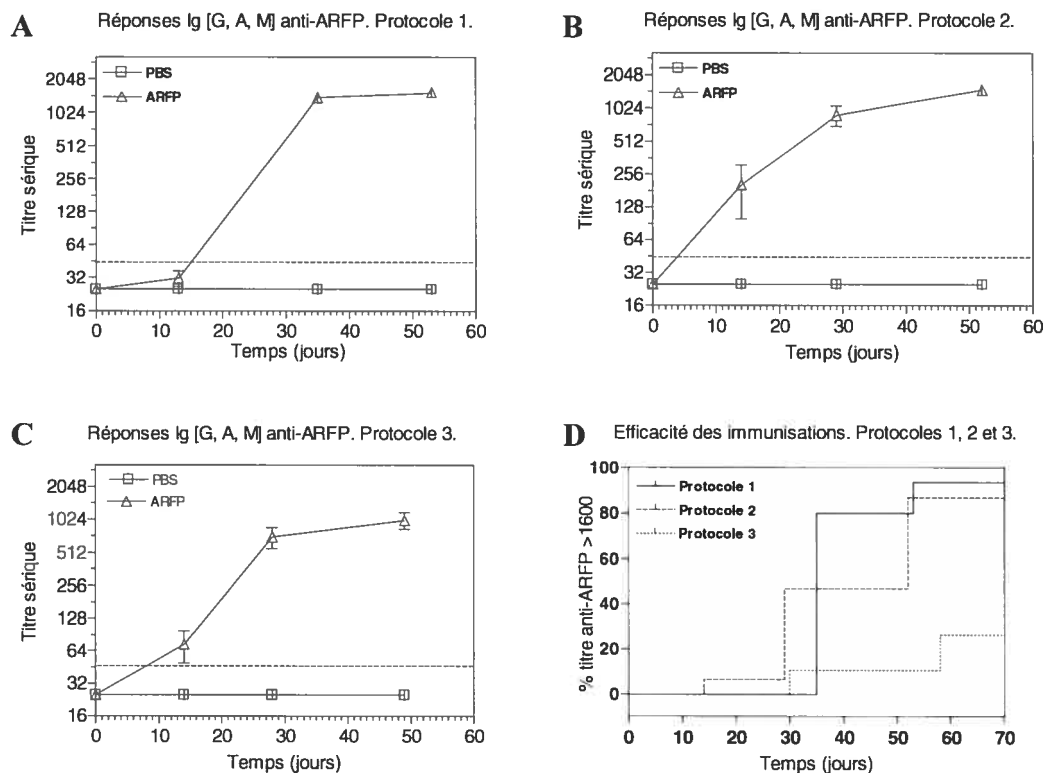 A
Réponses Ig [G, A, M] anti-ARFP. Protocole 1.
PBS
ARFP
Titre sérique
2048
1024
512
256
128
64
32
16
0 10 20 30 40 50 60
Temps (jours)
B
Réponses Ig [G, A, M] anti-ARFP. Protocole 2.
PBS
ARFP
Titre sérique
2048
1024
512
256
128
64
32
16
0 10 20 30 40 50 60
Temps (jours)
C
Réponses Ig [G, A, M] anti-ARFP. Protocole 3.
PBS
ARFP
Titre sérique
2048
1024
512
256
128
64
32
16
0 10 20 30 40 50 60
Temps (jours)
D
Efficacité des immunisations. Protocoles 1, 2 et 3.
Protocole 1
Protocole 2
Protocole 3
% titre anti-ARFP >1600
100
80
60
40
20
0
0 10 20 30 40 50 60 70
Temps (jours)